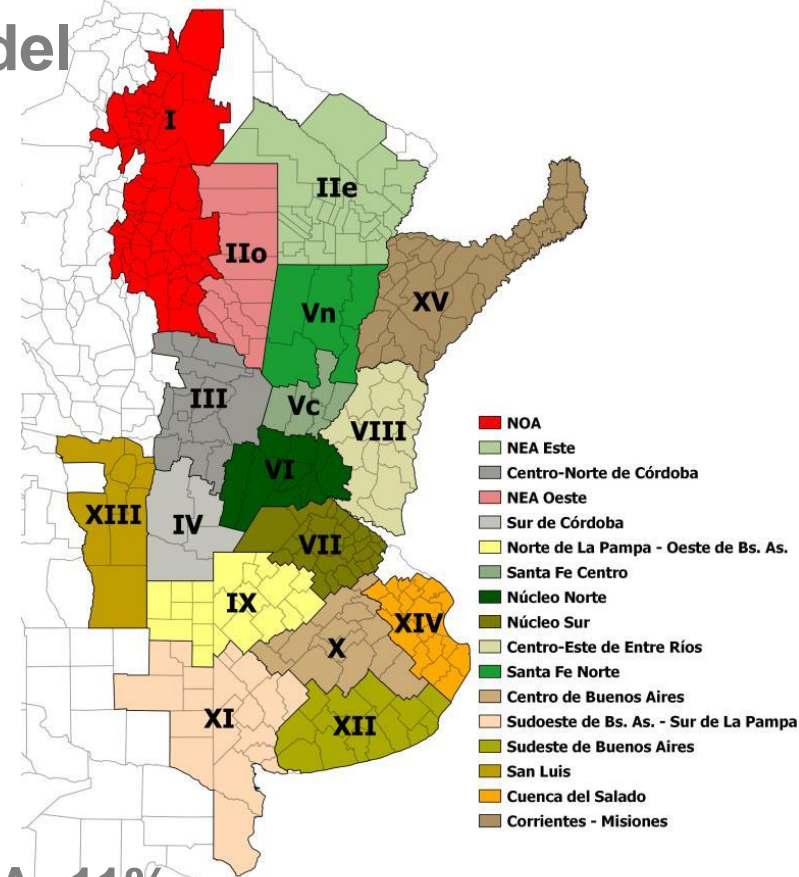 del
I
IIe
IIo
Vn
XV
III
Vc
VIII
VI
XIII
IV
VII
IX
XIV
X
XI
XII
NOA
NEA Este
Centro-Norte de Córdoba
NEA Oeste
Sur de Córdoba
Norte de La Pampa - Oeste de Bs. As.
Santa Fe Centro
Núcleo Norte
Núcleo Sur
Centro-Este de Entre Ríos
Santa Fe Norte
Centro de Buenos Aires
Sudoeste de Bs. As. - Sur de La Pampa
Sudeste de Buenos Aires
San Luis
Cuenca del Salado
Corrientes - Misiones